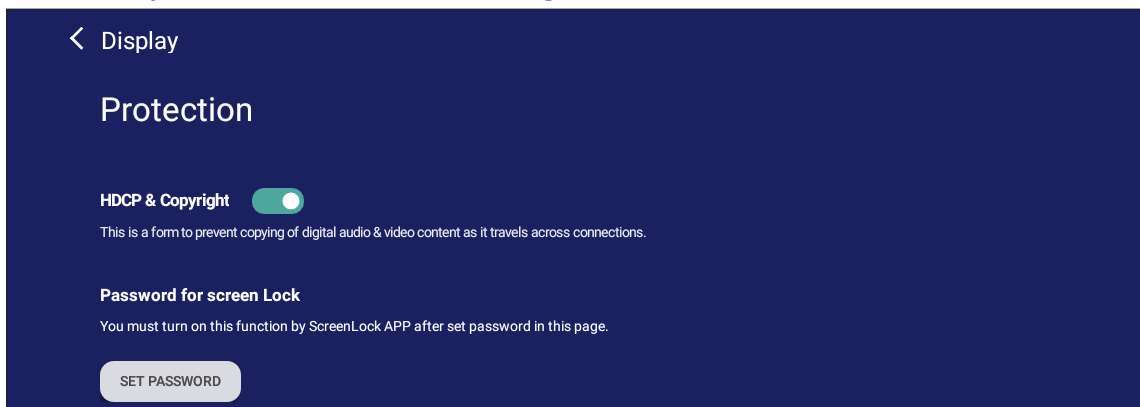 Display
Protection
HDCP & Copyright
This is a form to prevent copying of digital audio & video content as it travels across connections.
Password for screen Lock
You must turn on this function by ScreenLock APP after set password in this page.
SET PASSWORD